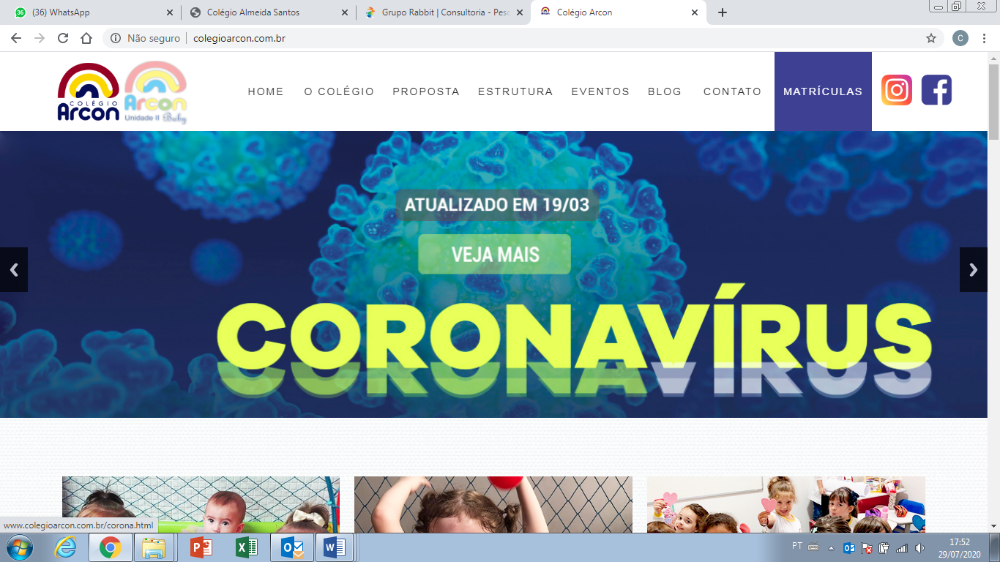 (36) WhatsApp
Colégio Almeida Santos
Grupo Rabbit | Consultoria - Pesc
Colégio Arcon
Não seguro
colegioarcon.com.br
C
COLÉGIO
Arcon
Arcon
Unidade II Baby
HOME
O COLÉGIO
PROPOSTA
ESTRUTURA
EVENTOS
BLOG
CONTATO
MATRÍCULAS
ATUALIZADO EM 19/03
VEJA MAIS
CORONAVÍRUS
www.colegioarcon.com.br/corona.html
PT
17:52
29/07/2020